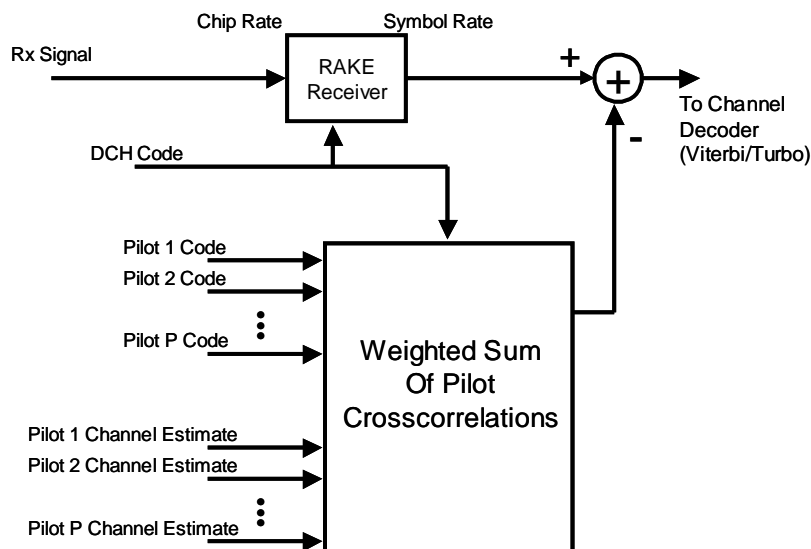 Chip Rate
Symbol Rate
Rx Signal
RAKE
Receiver
+
+
To Channel
Decoder
(Viterbi/Turbo)
-
DCH Code
Pilot 1 Code
Pilot 2 Code
Pilot P Code
Weighted Sum
Of Pilot
Crosscorrelations
Pilot 1 Channel Estimate
Pilot 2 Channel Estimate
Pilot P Channel Estimate